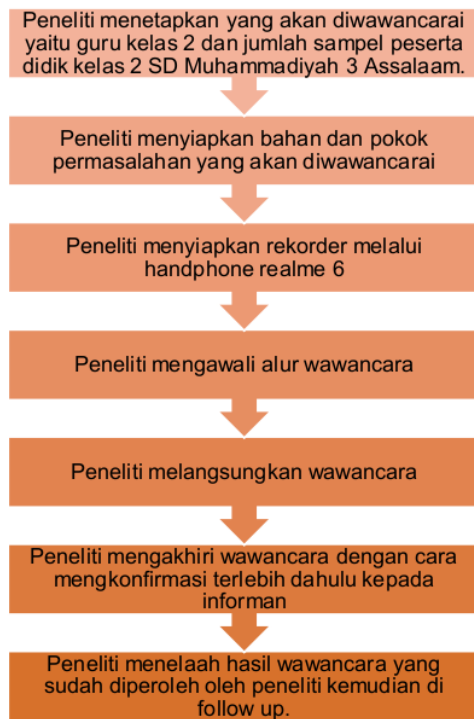 Peneliti menetapkan yang akan diwawancarai
yaitu guru kelas 2 dan jumlah sampel peserta
didik kelas 2 SD Muhammadiyah 3 Assalaam.
Peneliti menyiapkan bahan dan pokok
permasalahan yang akan diwawancarai
Peneliti menyiapkan rekorder melalui
handphone realme 6
Peneliti mengawali alur wawancara
Peneliti melangsungkan wawancara
Peneliti mengakhiri wawancara dengan cara
mengkonfirmasi terlebih dahulu kepada
informan
Peneliti menelaah hasil wawancara yang
sudah diperoleh oleh peneliti kemudian di
follow up.